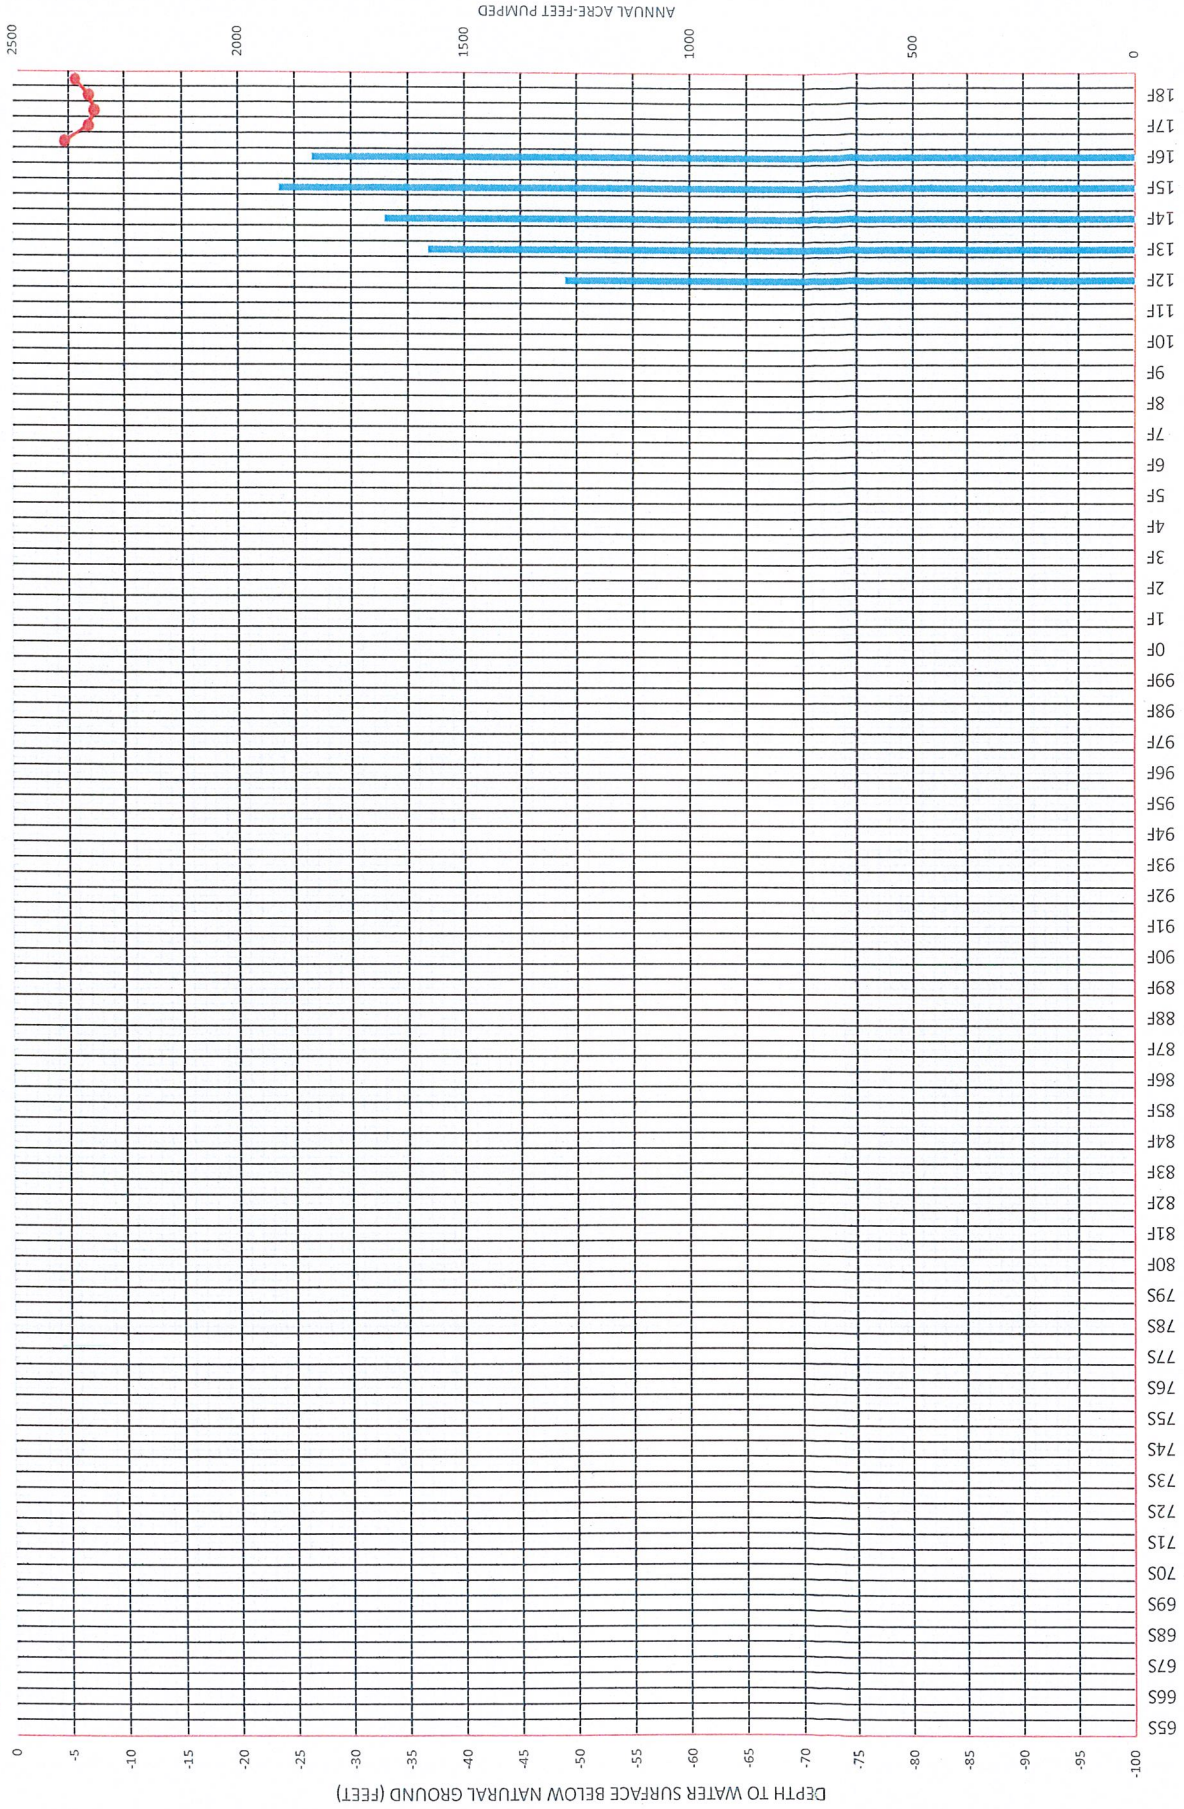 DEPTH TO WATER SURFACE BELOW NATURAL GROUND (FEET)
0
-5
-10
-15
-20
-25
-30
-35
-40
-45
-50
-55
-60
-65
-70
-75
-80
-85
-90
-95
-100
65S
66S
67S
68S
69S
70S
71S
72S
73S
74S
75S
76S
77S
78S
79S
80F
81F
82F
83F
84F
85F
86F
87F
88F
89F
90F
91F
92F
93F
94F
95F
96F
97F
98F
99F
0F
1F
2F
3F
4F
5F
6F
7F
8F
9F
10F
11F
12F
13F
14F
15F
16F
17F
18F
2500
2000
1500
1000
500
0
ANNUAL ACRE-FEET PUMPED